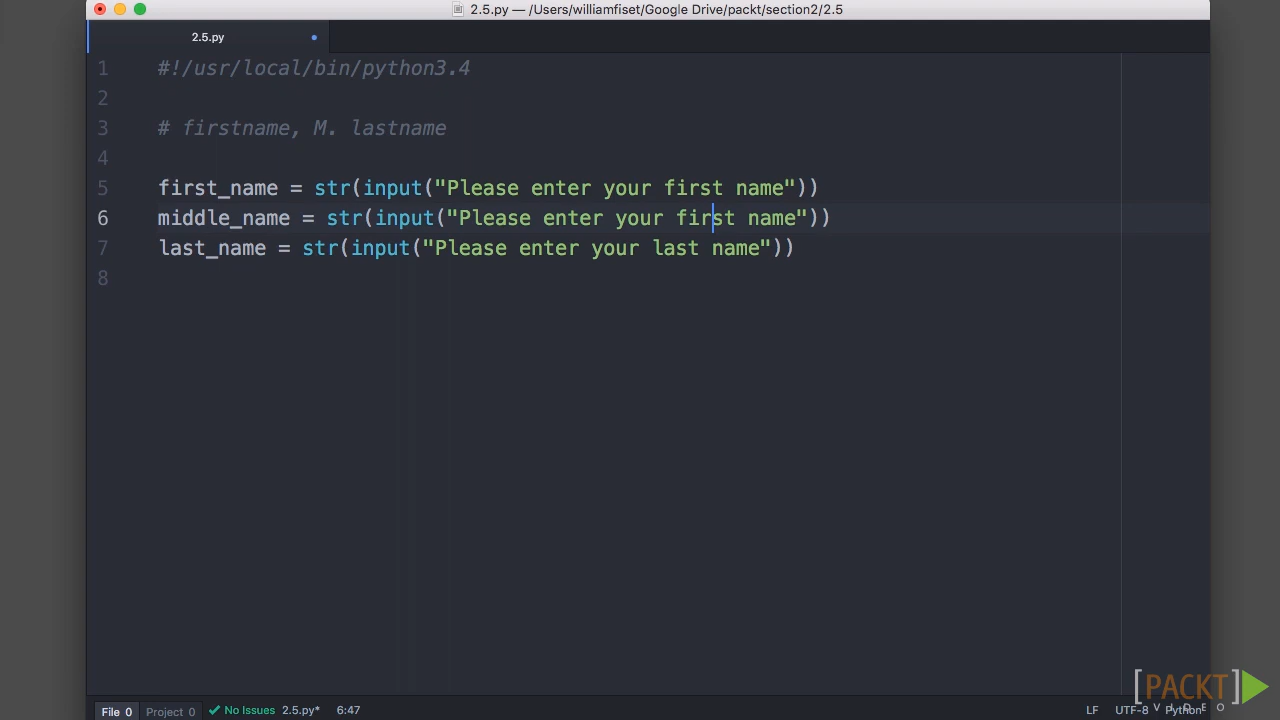 2.5.py — /Users/williamfiset/Google Drive/packt/section2/2.5
2.5.py
1 #!/usr/local/bin/python3.4
2
3 # firstname, M. lastname
4
5 first_name = str(input("Please enter your first name"))
6 middle_name = str(input("Please enter your first name"))
7 last_name = str(input("Please enter your last name"))
8
[PACKT]
VIDEO
File 0 Project 0 No Issues 2.5.py* 6:47 LF UTF-8 Python